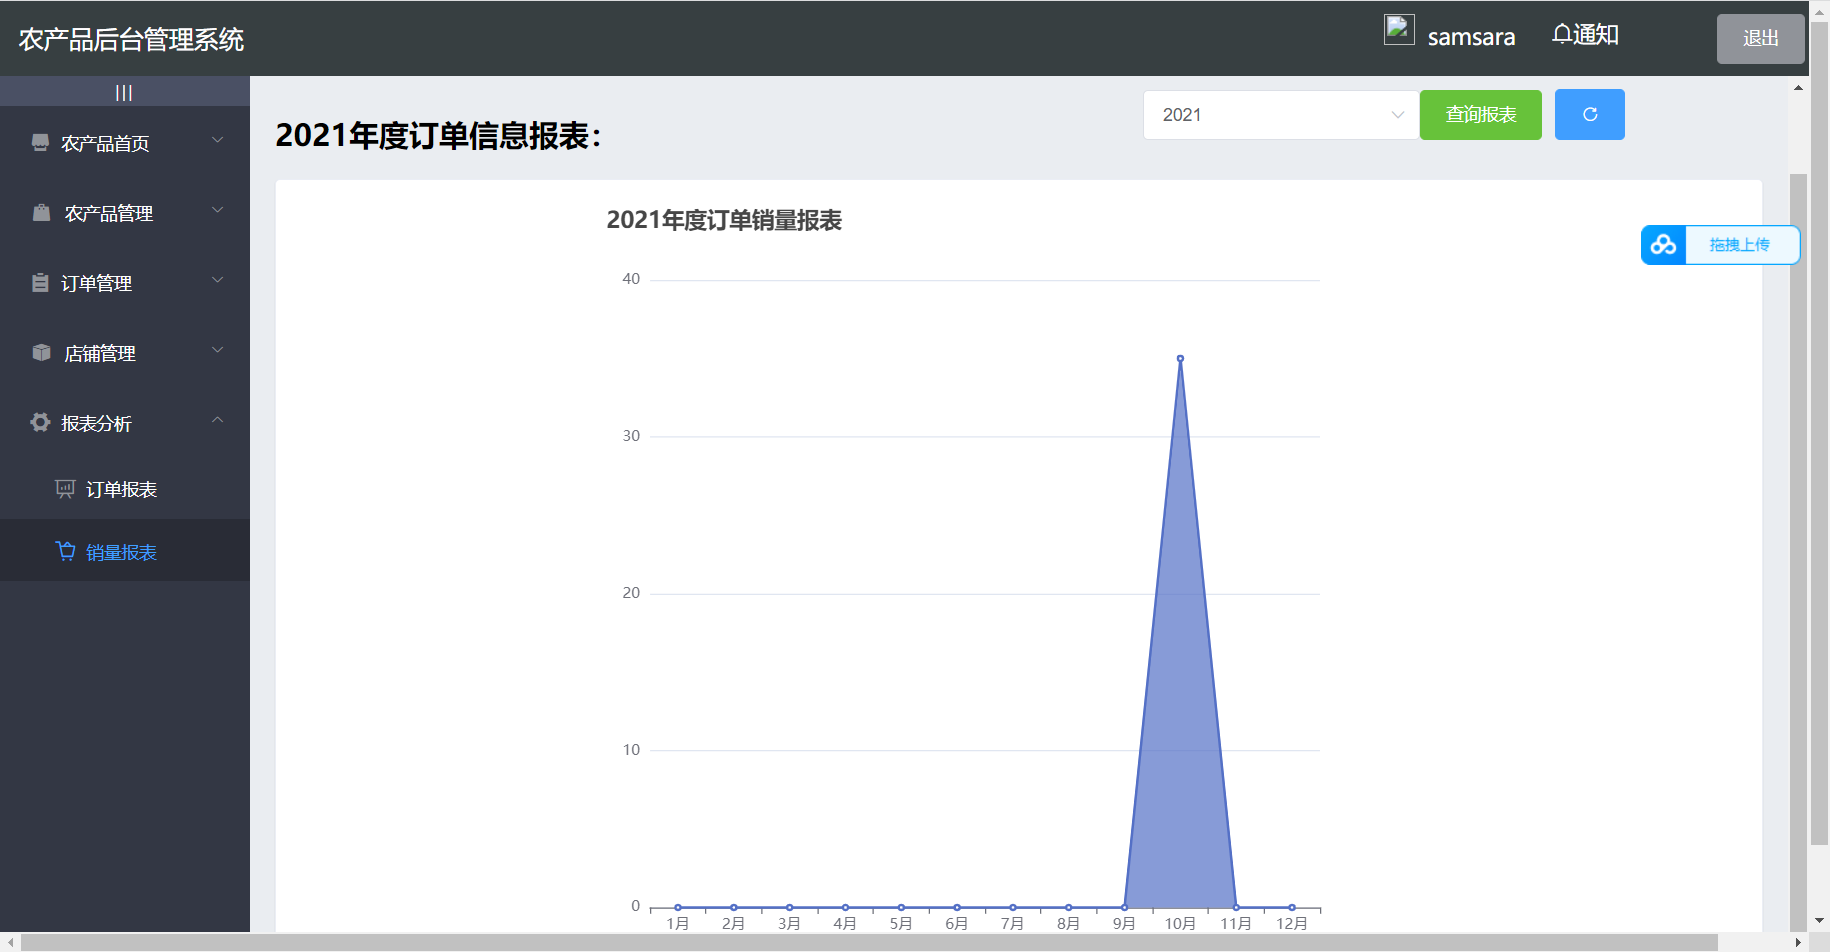 农产品后台管理系统
samsara
通知
退出
|||
农产品首页
农产品管理
订单管理
店铺管理
报表分析
订单报表
销量报表
2021年度订单信息报表：
2021
查询报表
拖拽上传
2021年度订单销量报表
40
30
20
10
0
1月 2月 3月 4月 5月 6月 7月 8月 9月 10月 11月 12月